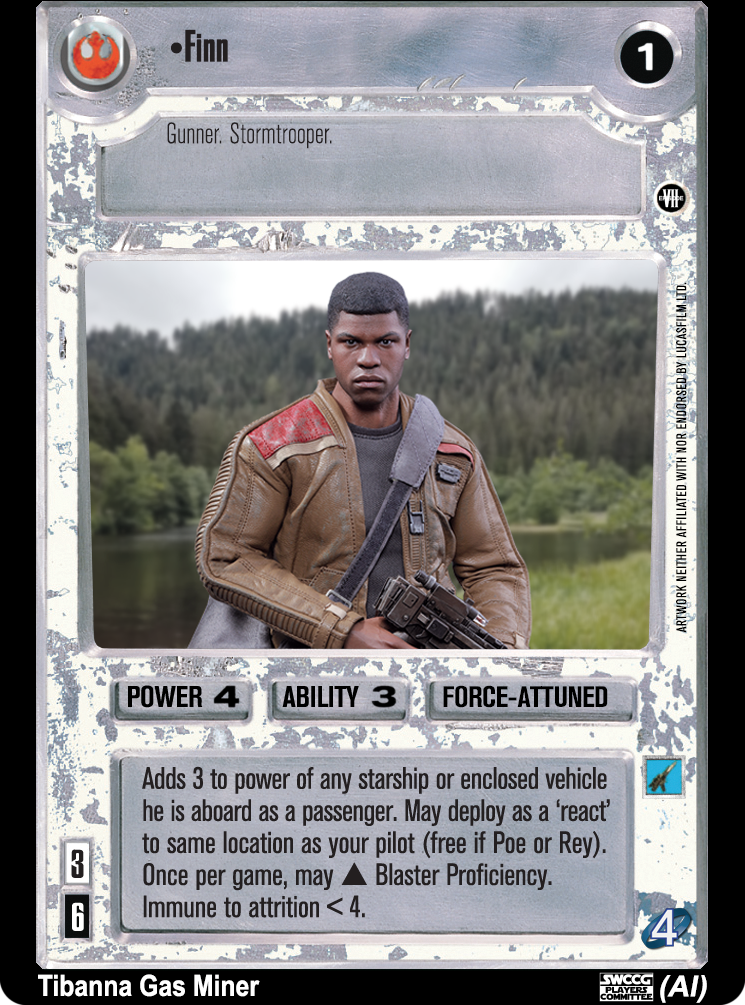 •Finn
1
Gunner. Stormtrooper.
EPISODE
VII
ARTWORK NEITHER AFFILIATED WITH NOR ENDORSED BY LUCASFILM LTD.
POWER 4
ABILITY 3
FORCE-ATTUNED
Adds 3 to power of any starship or enclosed vehicle
he is aboard as a passenger. May deploy as a ‘react’
to same location as your pilot (free if Poe or Rey).
Once per game, may ▲ Blaster Proficiency.
Immune to attrition < 4.
3
6
4
Tibanna Gas Miner
SWCCG
PLAYERS
COMMITTEE
(AI)